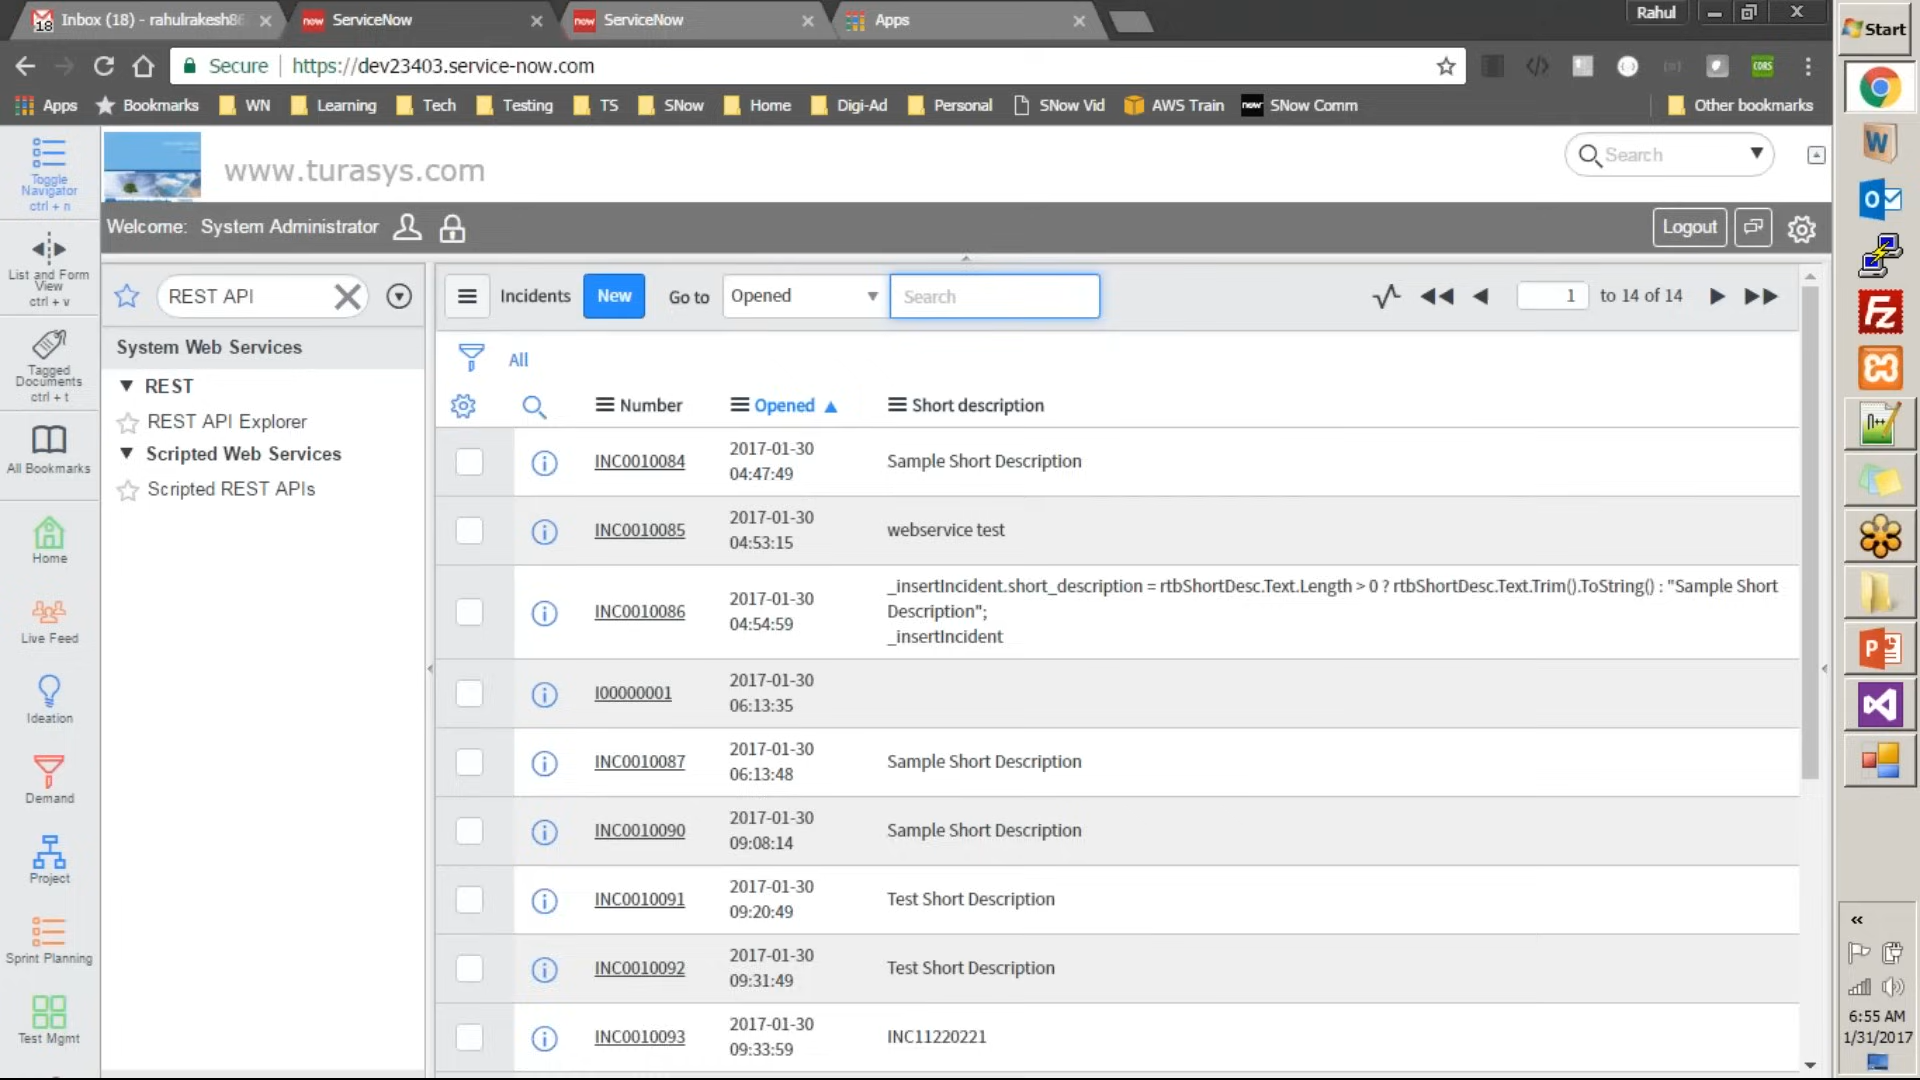 Inbox (18) - rahulrakesh86
ServiceNow
ServiceNow
Apps
Rahul
Start
Secure
https://dev23403.service-now.com
Apps
Bookmarks
WN
Learning
Tech
Testing
TS
SNow
Home
Digi-Ad
Personal
SNow Vid
AWS Train
SNow Comm
Other bookmarks
Toggle
Navigator
ctrl + n
www.turasys.com
Search
Welcome: System Administrator
Logout
List and Form
View
ctrl + v
Tagged
Documents
ctrl + t
All Bookmarks
Home
Live Feed
Ideation
Demand
Project
Sprint Planning
Test Mgmt
REST API
System Web Services
REST
REST API Explorer
Scripted Web Services
Scripted REST APIs
Incidents
New
Go to
Opened
Search
1 to 14 of 14
All
Number
Opened
Short description
INC0010084
2017-01-30
04:47:49
Sample Short Description
INC0010085
2017-01-30
04:53:15
webservice test
INC0010086
2017-01-30
04:54:59
_insertIncident.short_description = rtbShortDesc.Text.Length > 0 ? rtbShortDesc.Text.Trim().ToString() : "Sample Short
Description";
_insertIncident
I00000001
2017-01-30
06:13:35
INC0010087
2017-01-30
06:13:48
Sample Short Description
INC0010090
2017-01-30
09:08:14
Sample Short Description
INC0010091
2017-01-30
09:20:49
Test Short Description
INC0010092
2017-01-30
09:31:49
Test Short Description
INC0010093
2017-01-30
09:33:59
INC11220221
6:55 AM
1/31/2017